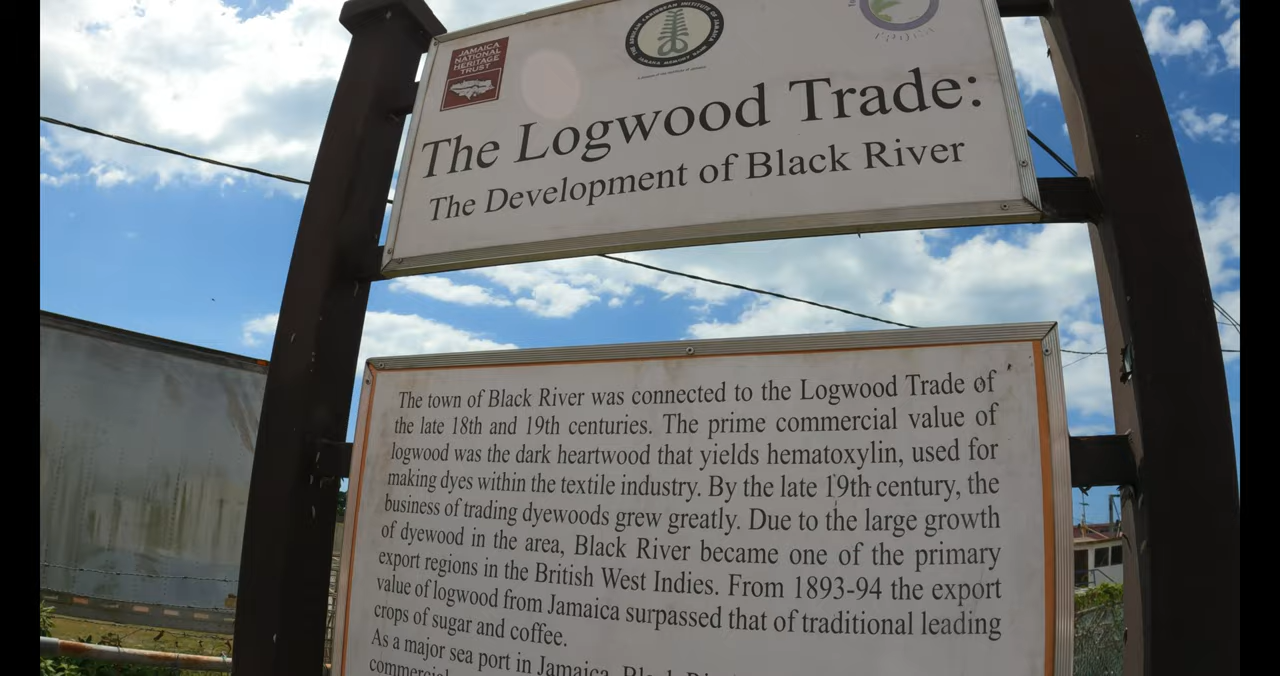 JAMAICA
NATIONAL
HERITAGE
TRUST
The Logwood Trade:
The Development of Black River
The town of Black River was connected to the Logwood Trade of
the late 18th and 19th centuries. The prime commercial value of
logwood was the dark heartwood that yields hematoxylin, used for
making dyes within the textile industry. By the late 19th century, the
business of trading dyewoods grew greatly. Due to the large growth
of dyewood in the area, Black River became one of the primary
export regions in the British West Indies. From 1893-94 the export
value of logwood from Jamaica surpassed that of traditional leading
crops of sugar and coffee.
As a major sea port in Jamaica, Black